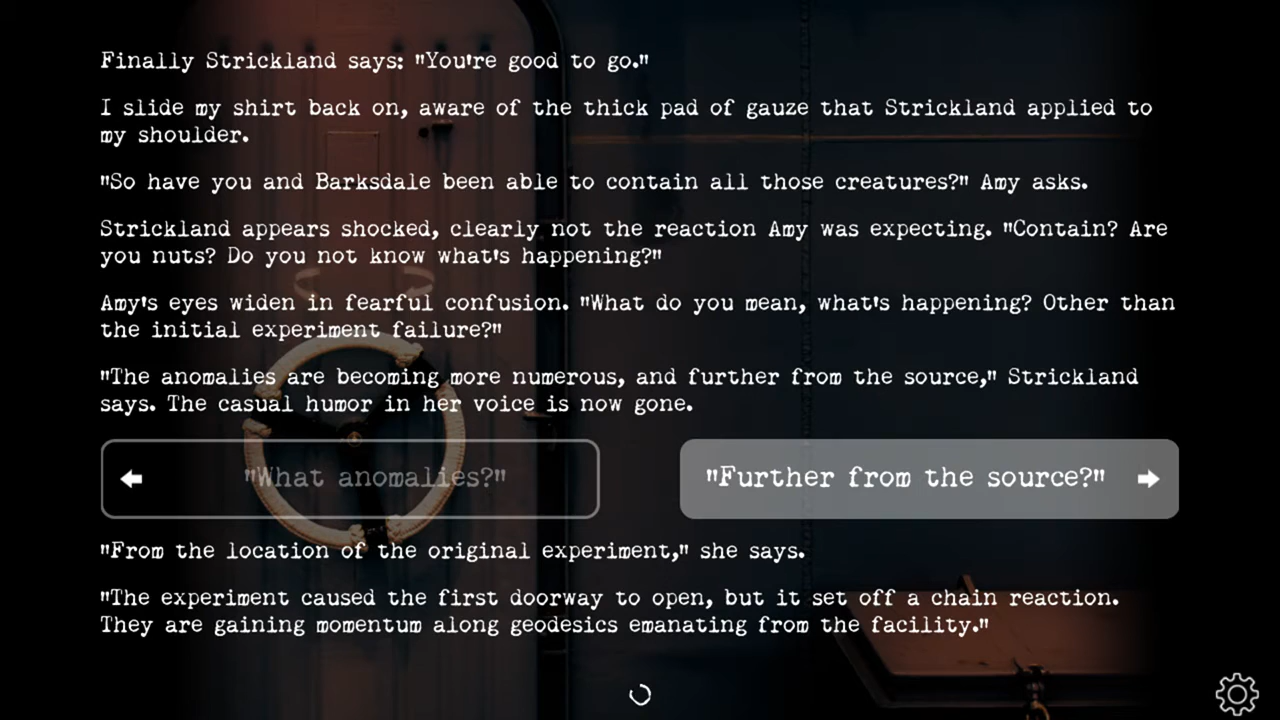 Finally Strickland says: "You're good to go."
I slide my shirt back on, aware of the thick pad of gauze that Strickland applied to
my shoulder.
"So have you and Barksdale been able to contain all those creatures?" Amy asks.
Strickland appears shocked, clearly not the reaction Amy was expecting. "Contain? Are
you nuts? Do you not know what's happening?"
Amy's eyes widen in fearful confusion. "What do you mean, what's happening? Other than
the initial experiment failure?"
"The anomalies are becoming more numerous, and further from the source," Strickland
says. The casual humor in her voice is now gone.
"What anomalies?"
"Further from the source?"
"From the location of the original experiment," she says.
"The experiment caused the first doorway to open, but it set off a chain reaction.
They are gaining momentum along geodesics emanating from the facility."